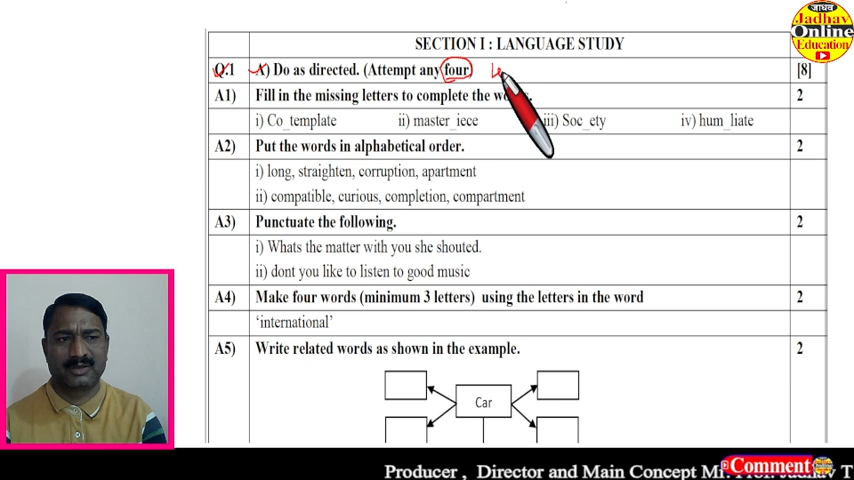 जाधव
Jadhav
Online
Education
SECTION I : LANGUAGE STUDY
Q.1 A) Do as directed. (Attempt any four) [8]
A1) Fill in the missing letters to complete the words. 2
i) Co_template ii) master_iece iii) Soc_ety iv) hum_liate
A2) Put the words in alphabetical order. 2
i) long, straighten, corruption, apartment
ii) compatible, curious, completion, compartment
A3) Punctuate the following. 2
i) Whats the matter with you she shouted.
ii) dont you like to listen to good music
A4) Make four words (minimum 3 letters) using the letters in the word 2
‘international’
A5) Write related words as shown in the example. 2
Car
Comment
Producer , Director and Main Concept Mr. Prof. Jadhav T